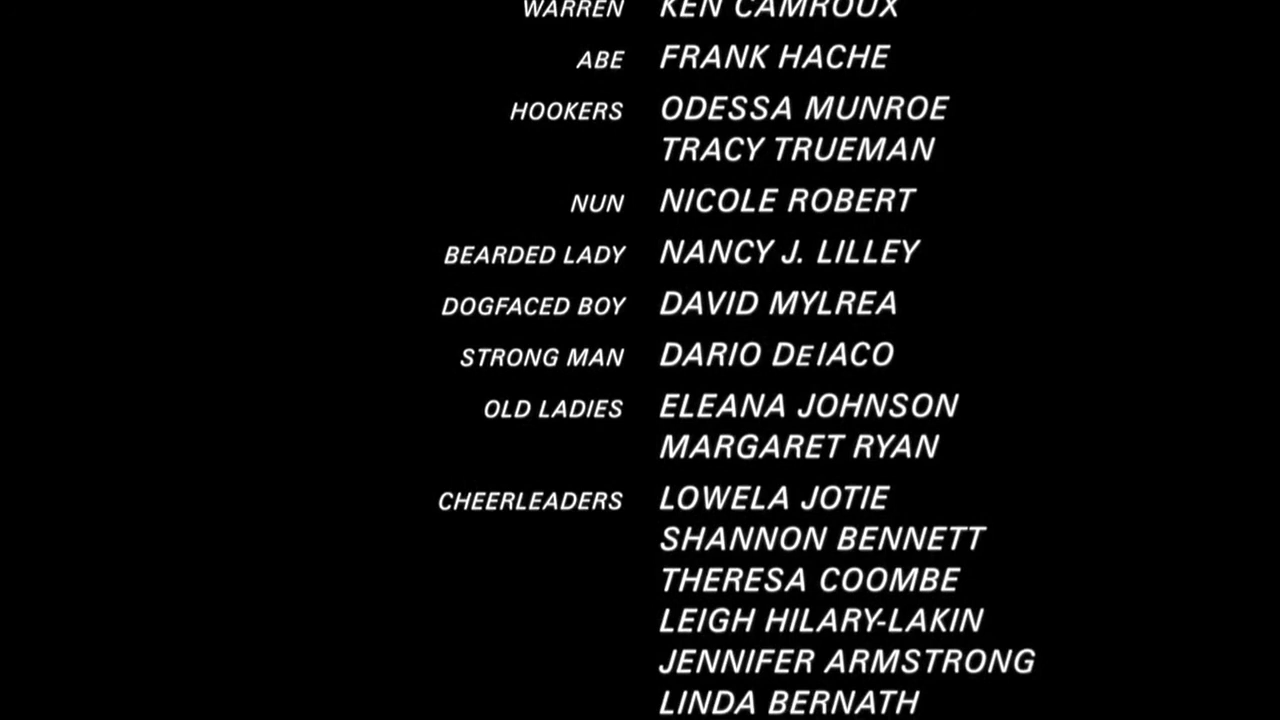 WARREN KEN CAMROUX
ABE FRANK HACHE
HOOKERS ODESSA MUNROE
TRACY TRUEMAN
NUN NICOLE ROBERT
BEARDED LADY NANCY J. LILLEY
DOGFACED BOY DAVID MYLREA
STRONG MAN DARIO DEIACO
OLD LADIES ELEANA JOHNSON
MARGARET RYAN
CHEERLEADERS LOWELA JOTIE
SHANNON BENNETT
THERESA COOMBE
LEIGH HILARY-LAKIN
JENNIFER ARMSTRONG
LINDA BERNATH